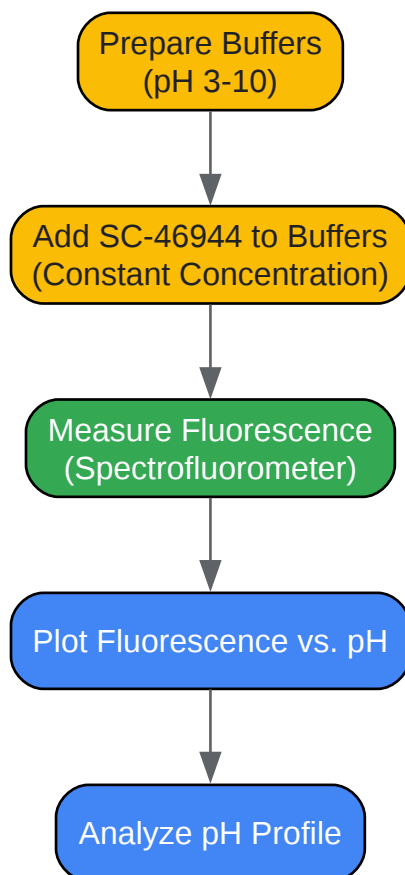 Prepare Buffers
(pH 3-10)
Add SC-46944 to Buffers
(Constant Concentration)
Measure Fluorescence
(Spectrofluorometer)
Plot Fluorescence vs. pH
Analyze pH Profile